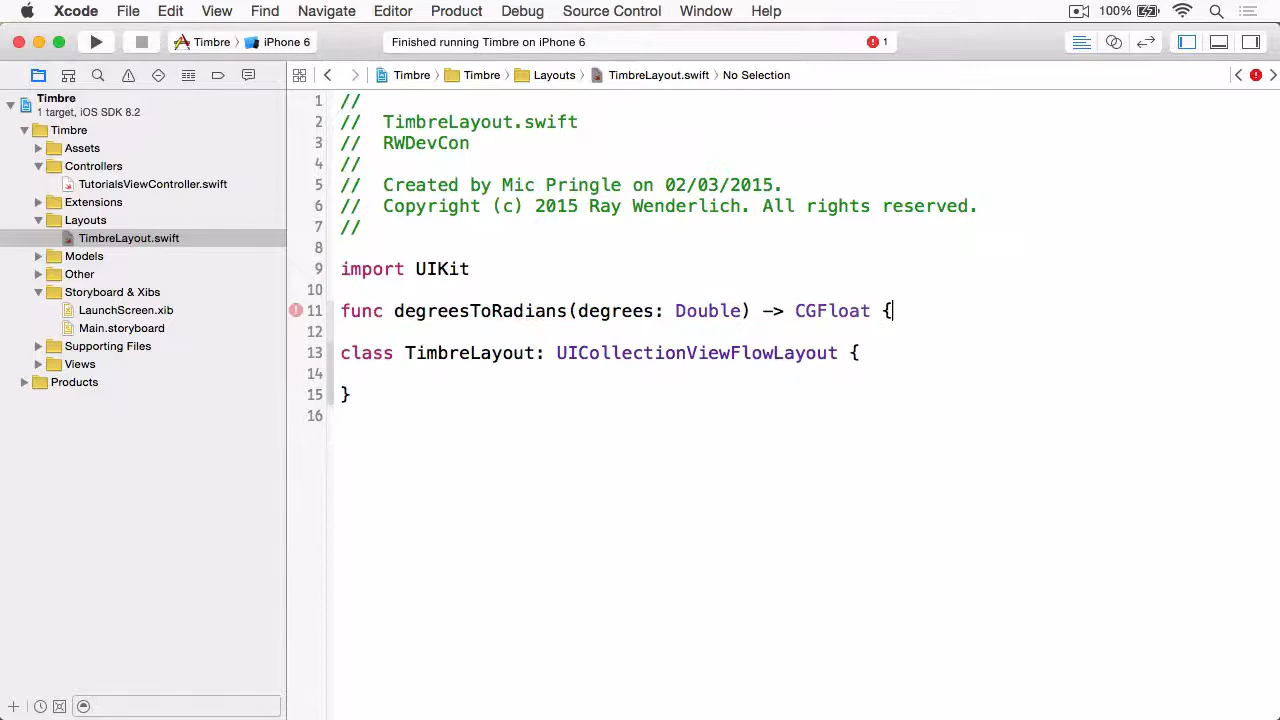 Xcode File Edit View Find Navigate Editor Product Debug Source Control Window Help 100%
Timbre iPhone 6 Finished running Timbre on iPhone 6 1
Timbre Timbre Layouts TimbreLayout.swift No Selection
Timbre
1 target, iOS SDK 8.2
Timbre
Assets
Controllers
TutorialsViewController.swift
Extensions
Layouts
TimbreLayout.swift
Models
Other
Storyboard & Xibs
LaunchScreen.xib
Main.storyboard
Supporting Files
Views
Products
1 //
2 // TimbreLayout.swift
3 // RWDevCon
4 //
5 // Created by Mic Pringle on 02/03/2015.
6 // Copyright (c) 2015 Ray Wenderlich. All rights reserved.
7 //
8
9 import UIKit
10
11 func degreesToRadians(degrees: Double) -> CGFloat {
12
13 class TimbreLayout: UICollectionViewFlowLayout {
14
15 }
16